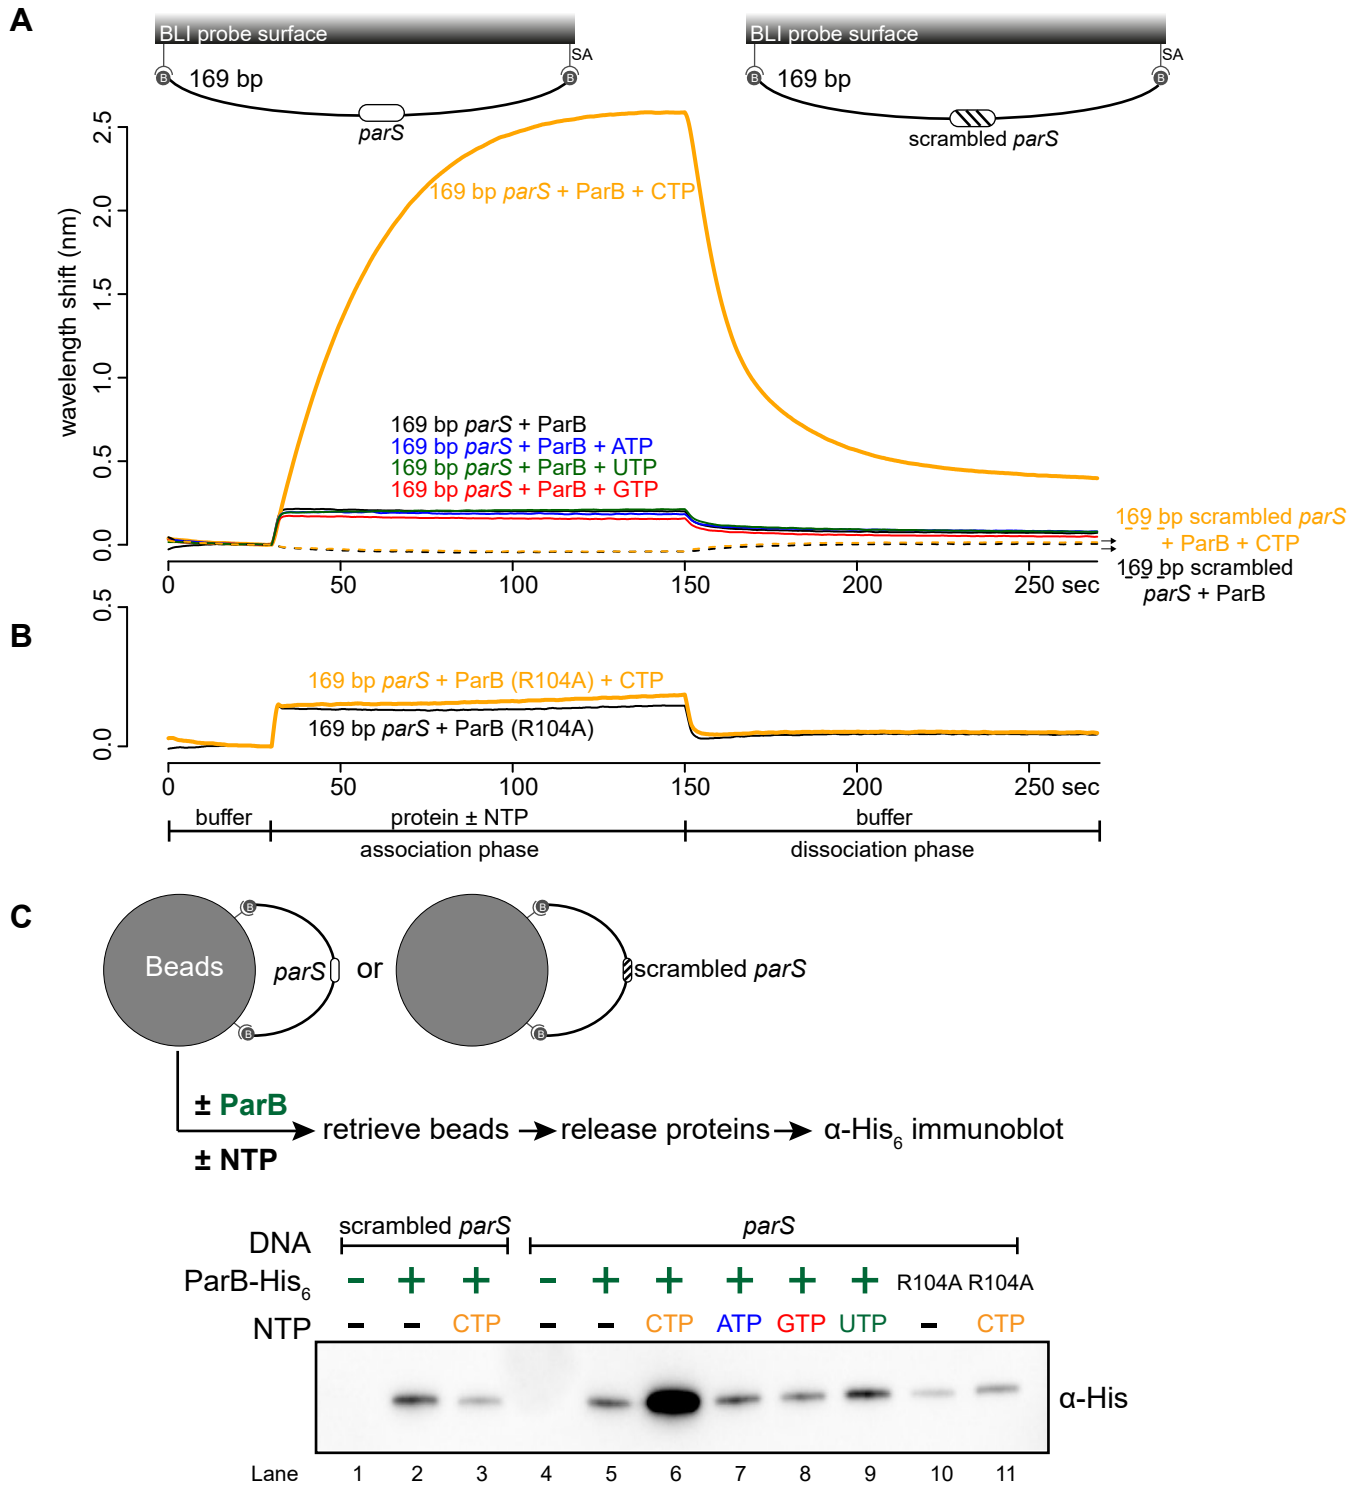 A
BLI probe surface
SA
B
B
169 bp
parS
BLI probe surface
SA
B
B
169 bp
scrambled parS
wavelength shift (nm)
2.5
2.0
1.5
1.0
0.5
0.0
169 bp parS + ParB + CTP
169 bp parS + ParB
169 bp parS + ParB + ATP
169 bp parS + ParB + UTP
169 bp parS + ParB + GTP
169 bp scrambled parS
+ ParB + CTP
169 bp scrambled
parS + ParB
0 50 100 150 200 250 sec
B
0.5
0.0
169 bp parS + ParB (R104A) + CTP
169 bp parS + ParB (R104A)
0 50 100 150 200 250 sec
buffer protein ± NTP buffer
association phase dissociation phase
C
Beads
B
B
parS
or
B
B
scrambled parS
± ParB
± NTP
retrieve beads release proteins α-His6 immunoblot
DNA scrambled parS parS
ParB-His6 - + + - + + + + + R104A R104A
NTP - - CTP - - CTP ATP GTP UTP - CTP
α-His
Lane 1 2 3 4 5 6 7 8 9 10 11